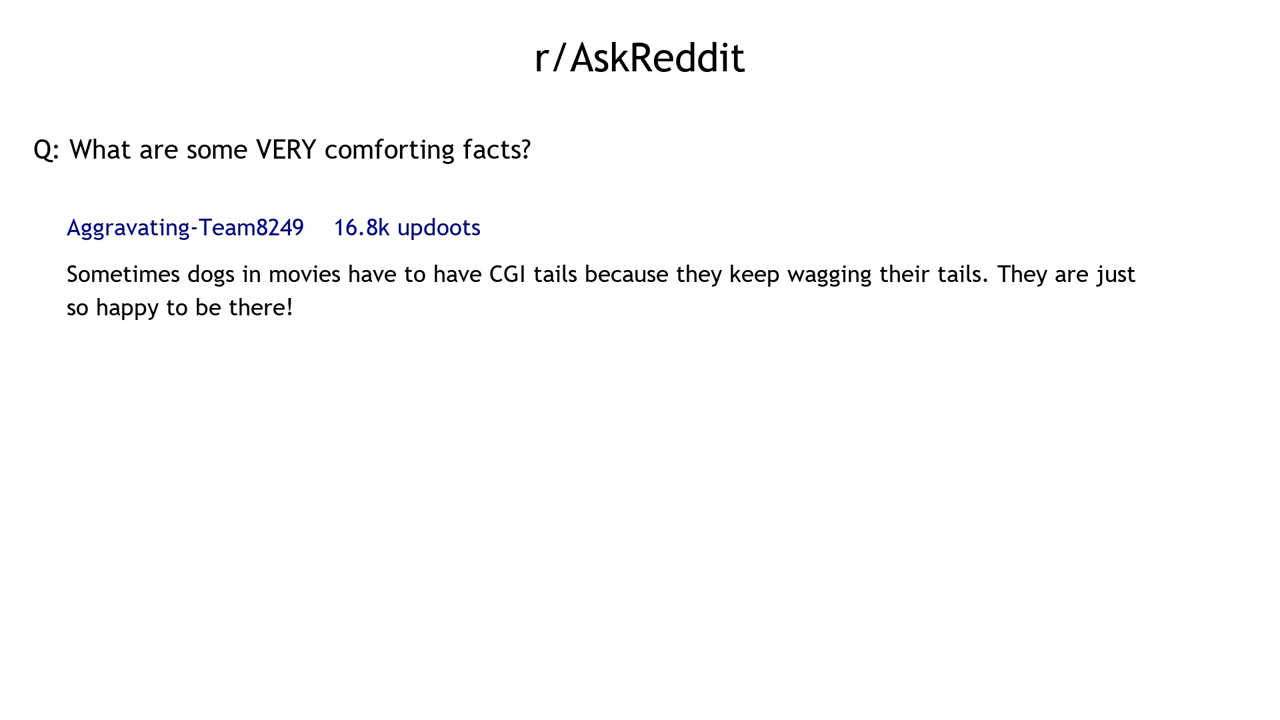 r/AskReddit
Q: What are some VERY comforting facts?
Aggravating-Team8249 16.8k updoots
Sometimes dogs in movies have to have CGI tails because they keep wagging their tails. They are just
so happy to be there!